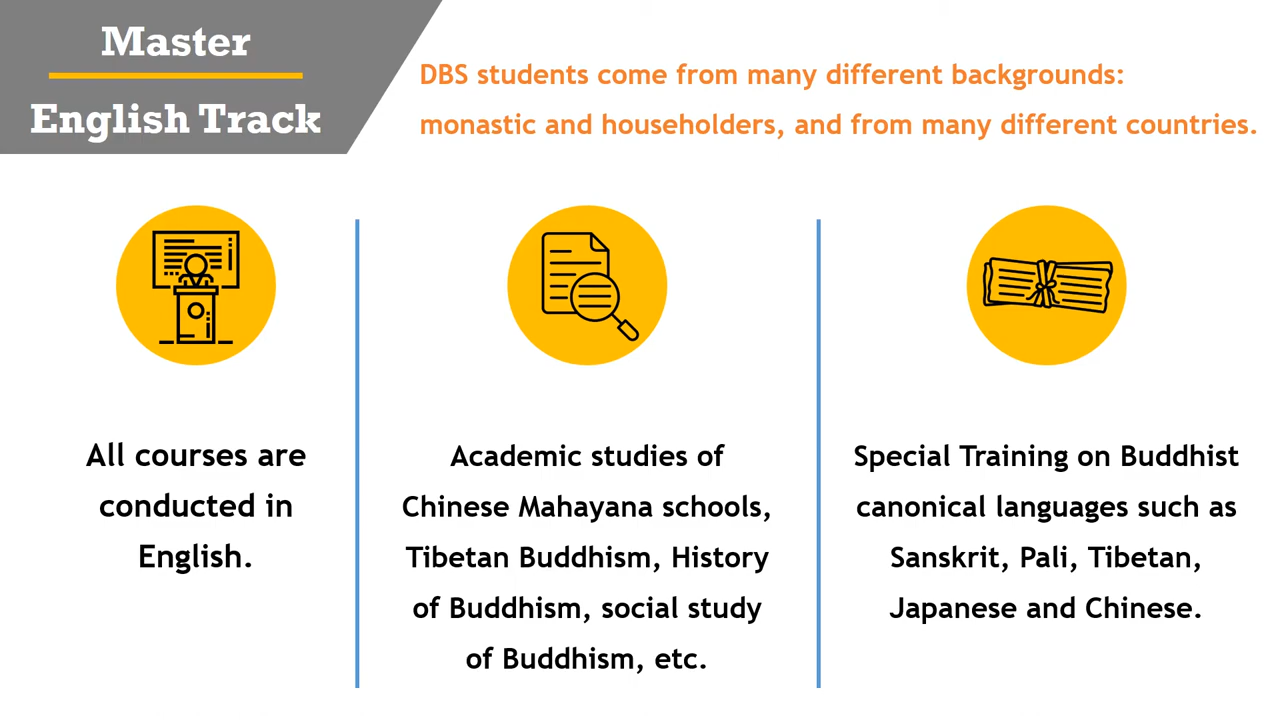 Master
English Track
DBS students come from many different backgrounds:
monastic and householders, and from many different countries.
All courses are
conducted in
English.
Academic studies of
Chinese Mahayana schools,
Tibetan Buddhism, History
of Buddhism, social study
of Buddhism, etc.
Special Training on Buddhist
canonical languages such as
Sanskrit, Pali, Tibetan,
Japanese and Chinese.